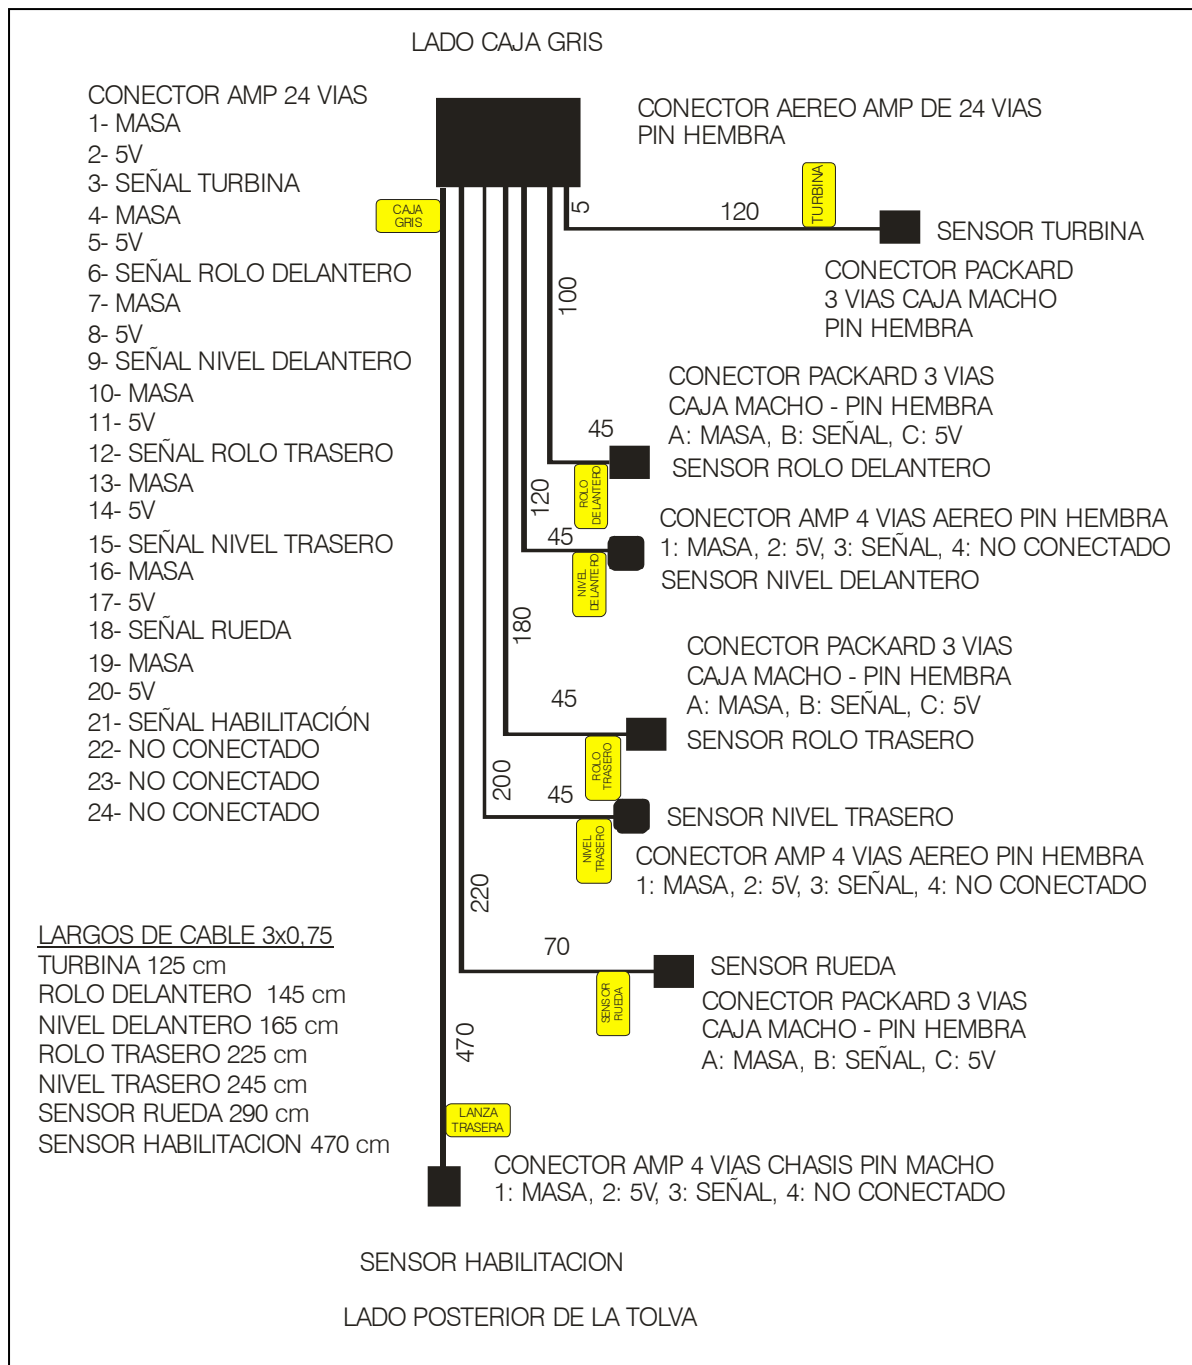 LADO CAJA GRIS
CONECTOR AMP 24 VIAS
1- MASA
2- 5V
3- SEÑAL TURBINA
4- MASA
5- 5V
6- SEÑAL ROLO DELANTERO
7- MASA
8- 5V
9- SEÑAL NIVEL DELANTERO
10- MASA
11- 5V
12- SEÑAL ROLO TRASERO
13- MASA
14- 5V
15- SEÑAL NIVEL TRASERO
16- MASA
17- 5V
18- SEÑAL RUEDA
19- MASA
20- 5V
21- SEÑAL HABILITACIÓN
22- NO CONECTADO
23- NO CONECTADO
24- NO CONECTADO
CAJA
GRIS
CONECTOR AEREO AMP DE 24 VIAS
PIN HEMBRA
TURBINA
5
120
SENSOR TURBINA
CONECTOR PACKARD
3 VIAS CAJA MACHO
PIN HEMBRA
100
CONECTOR PACKARD 3 VIAS
CAJA MACHO - PIN HEMBRA
A: MASA, B: SEÑAL, C: 5V
45
SENSOR ROLO DELANTERO
ROLO
DELANTERO
120
CONECTOR AMP 4 VIAS AEREO PIN HEMBRA
45
1: MASA, 2: 5V, 3: SEÑAL, 4: NO CONECTADO
SENSOR NIVEL DELANTERO
NIVEL
DELANTERO
180
CONECTOR PACKARD 3 VIAS
CAJA MACHO - PIN HEMBRA
A: MASA, B: SEÑAL, C: 5V
45
SENSOR ROLO TRASERO
ROLO
TRASERO
200
45
SENSOR NIVEL TRASERO
NIVEL
TRASERO
CONECTOR AMP 4 VIAS AEREO PIN HEMBRA
1: MASA, 2: 5V, 3: SEÑAL, 4: NO CONECTADO
220
70
SENSOR RUEDA
SENSOR
RUEDA
CONECTOR PACKARD 3 VIAS
CAJA MACHO - PIN HEMBRA
A: MASA, B: SEÑAL, C: 5V
470
LARGOS DE CABLE 3x0,75
TURBINA 125 cm
ROLO DELANTERO 145 cm
NIVEL DELANTERO 165 cm
ROLO TRASERO 225 cm
NIVEL TRASERO 245 cm
SENSOR RUEDA 290 cm
SENSOR HABILITACION 470 cm
LANZA
TRASERA
CONECTOR AMP 4 VIAS CHASIS PIN MACHO
1: MASA, 2: 5V, 3: SEÑAL, 4: NO CONECTADO
SENSOR HABILITACION
LADO POSTERIOR DE LA TOLVA